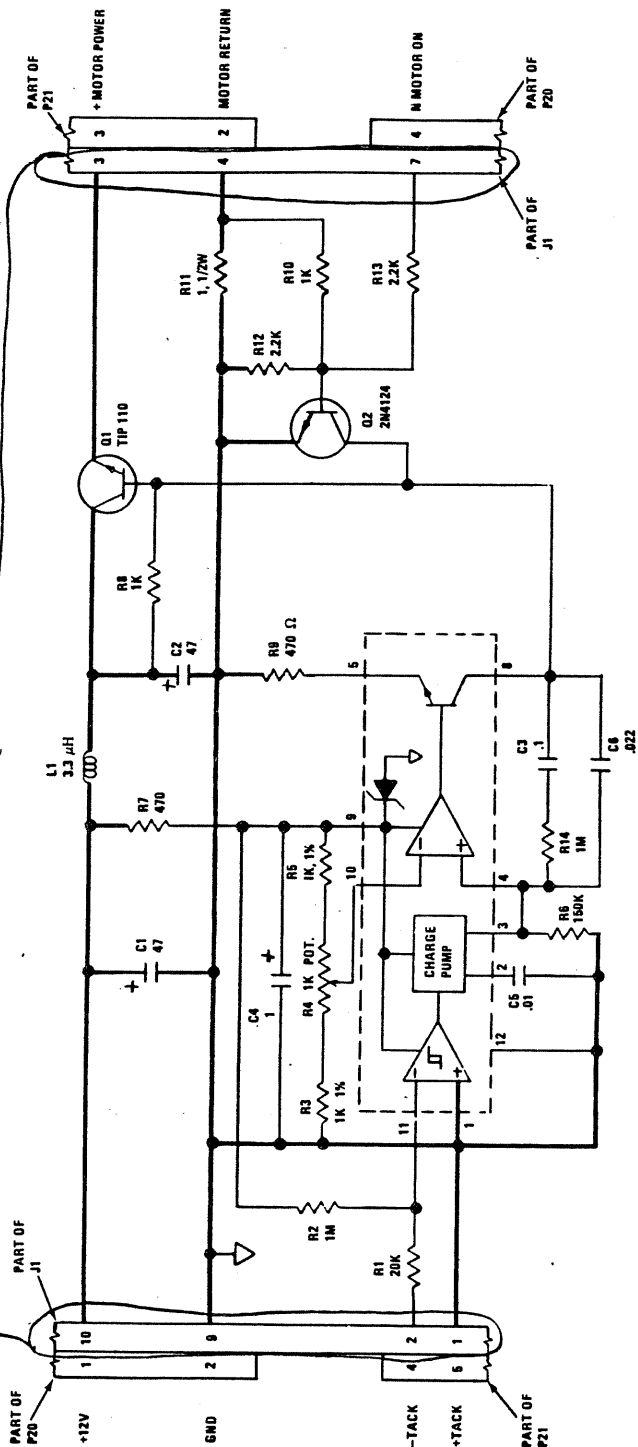 PART OF
P20
PART OF
J1
+12V
1
10
GND
2
9
-TACK
4
2
+TACK
5
1
PART OF
P21
R1
20K
R2
1M
C1
47
+
L1
3.3 µH
R7
470
C4
1
+
R3
1K 1%
R4
1K POT.
R5
1K, 1%
C2
47
+
R8
1K
Q1
TIP 110
R9
470 Ω
11
1
12
2
3
4
10
9
5
8
CHARGE
PUMP
-
+
-
+
C5
.01
R6
150K
R14
1M
C3
.1
C6
.022
Q2
2N4124
R12
2.2K
R11
1, 1/2W
R10
1K
R13
2.2K
PART OF
P21
3
3
+ MOTOR POWER
4
2
MOTOR RETURN
7
4
N MOTOR ON
PART OF
J1
PART OF
P20